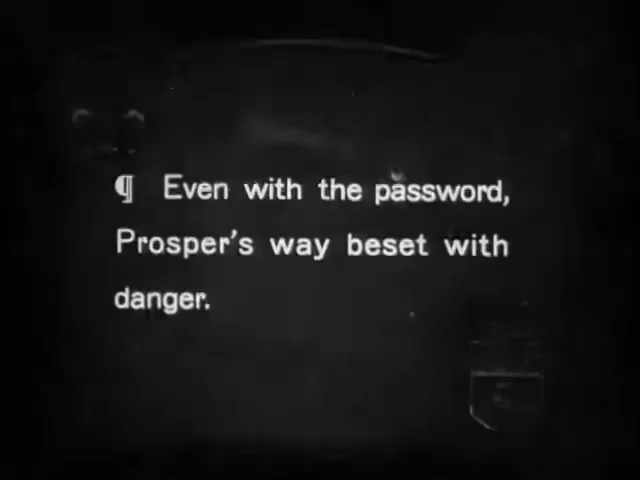 ¶ Even with the password,
Prosper's way beset with
danger.